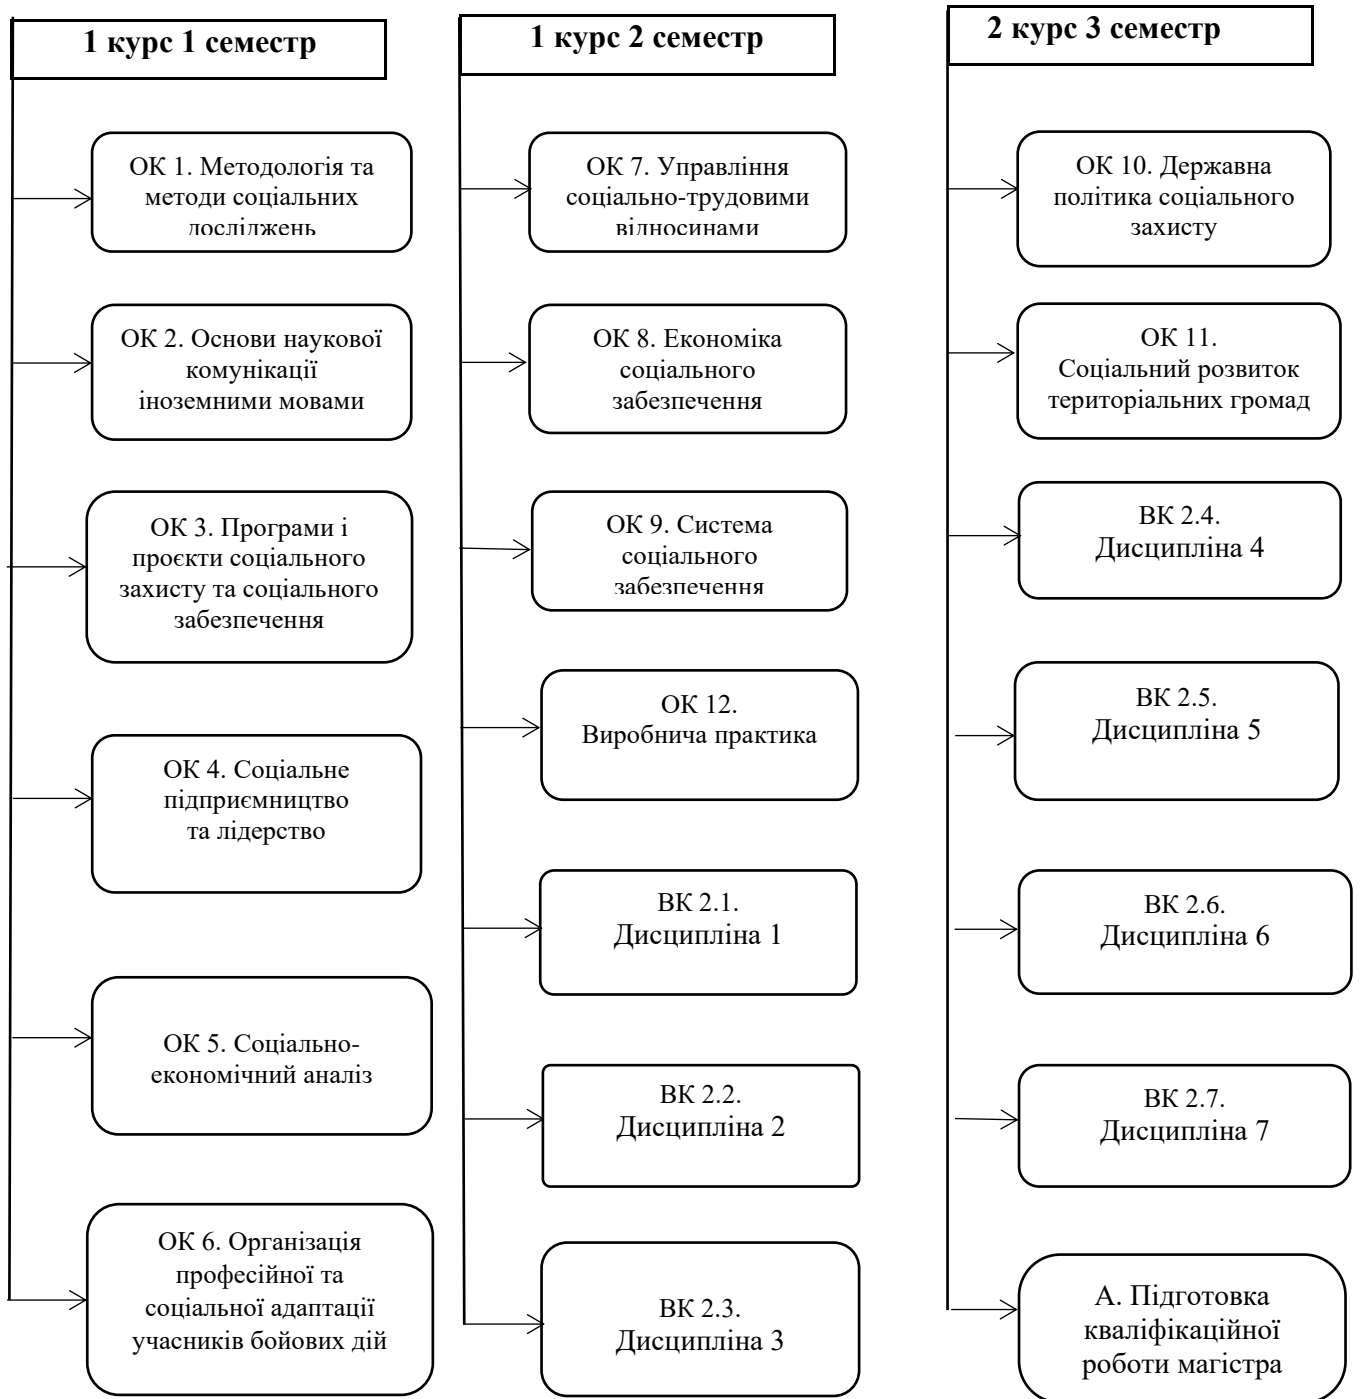 1 курс 1 семестр
ОК 1. Методологія та
методи соціальних
досліджень
ОК 2. Основи наукової
комунікації
іноземними мовами
ОК 3. Програми і
проєкти соціального
захисту та соціального
забезпечення
ОК 4. Соціальне
підприємництво
та лідерство
ОК 5. Соціально-
економічний аналіз
ОК 6. Організація
професійної та
соціальної адаптації
учасників бойових дій
1 курс 2 семестр
ОК 7. Управління
соціально-трудовими
відносинами
ОК 8. Економіка
соціального
забезпечення
ОК 9. Система
соціального
забезпечення
ОК 12.
Виробнича практика
ВК 2.1.
Дисципліна 1
ВК 2.2.
Дисципліна 2
ВК 2.3.
Дисципліна 3
2 курс 3 семестр
ОК 10. Державна
політика соціального
захисту
ОК 11.
Соціальний розвиток
територіальних громад
ВК 2.4.
Дисципліна 4
ВК 2.5.
Дисципліна 5
ВК 2.6.
Дисципліна 6
ВК 2.7.
Дисципліна 7
А. Підготовка
кваліфікаційної
роботи магістра